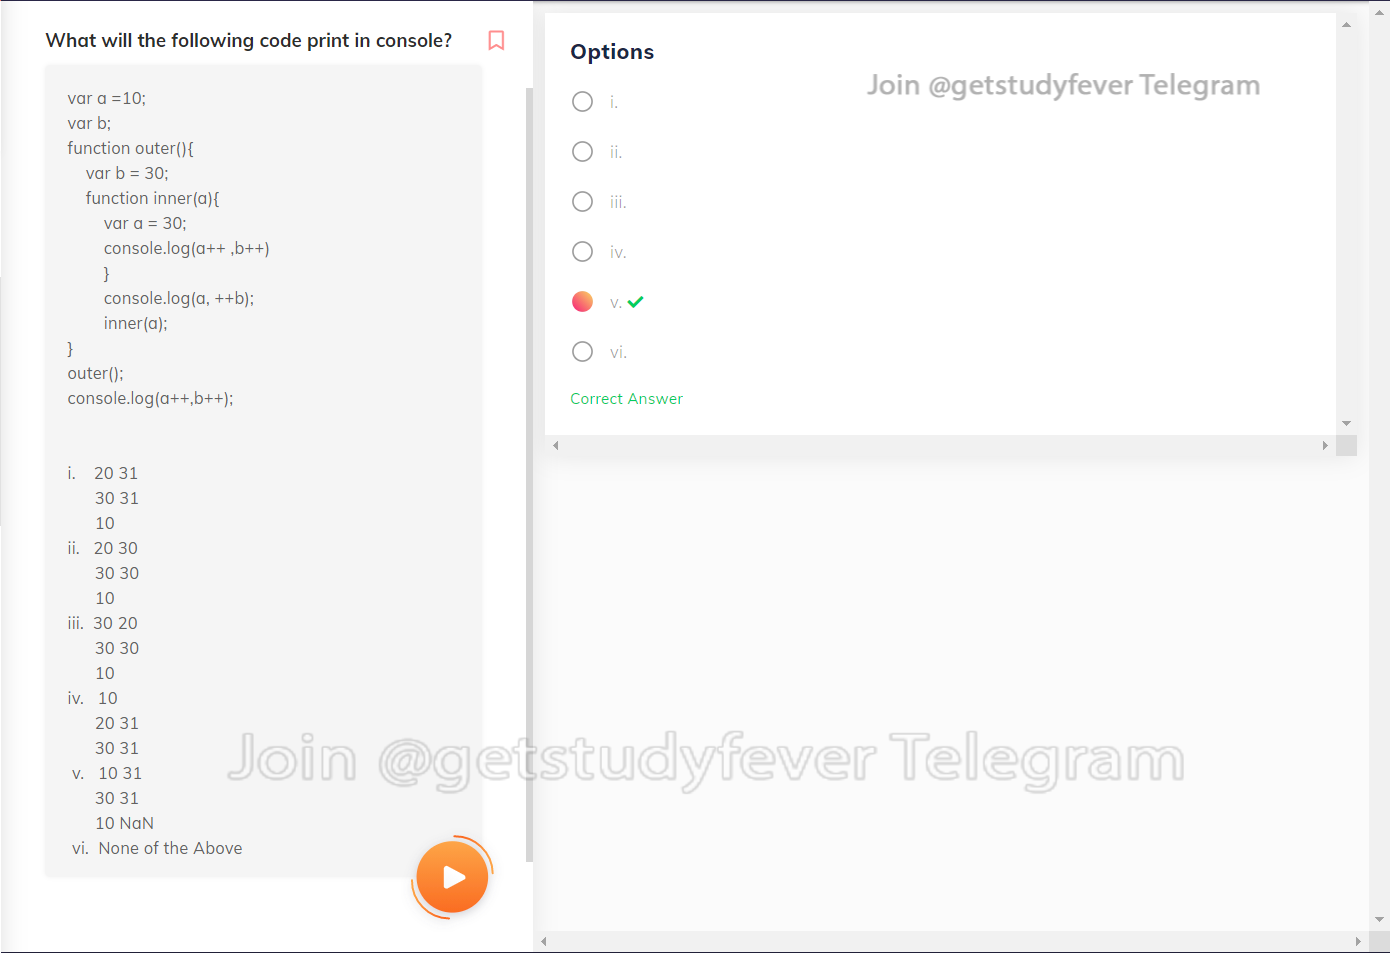 What will the following code print in console?
var a =10;
var b;
function outer(){
var b = 30;
function inner(a){
var a = 30;
console.log(a++ ,b++)
}
console.log(a, ++b);
inner(a);
}
outer();
console.log(a++,b++);
i. 20 31
30 31
10
ii. 20 30
30 30
10
iii. 30 20
30 30
10
iv. 10
20 31
30 31
v. 10 31
30 31
10 NaN
vi. None of the Above
Options
Join @getstudyfever Telegram
i.
ii.
iii.
iv.
v.
vi.
Correct Answer
Join @getstudyfever Telegram